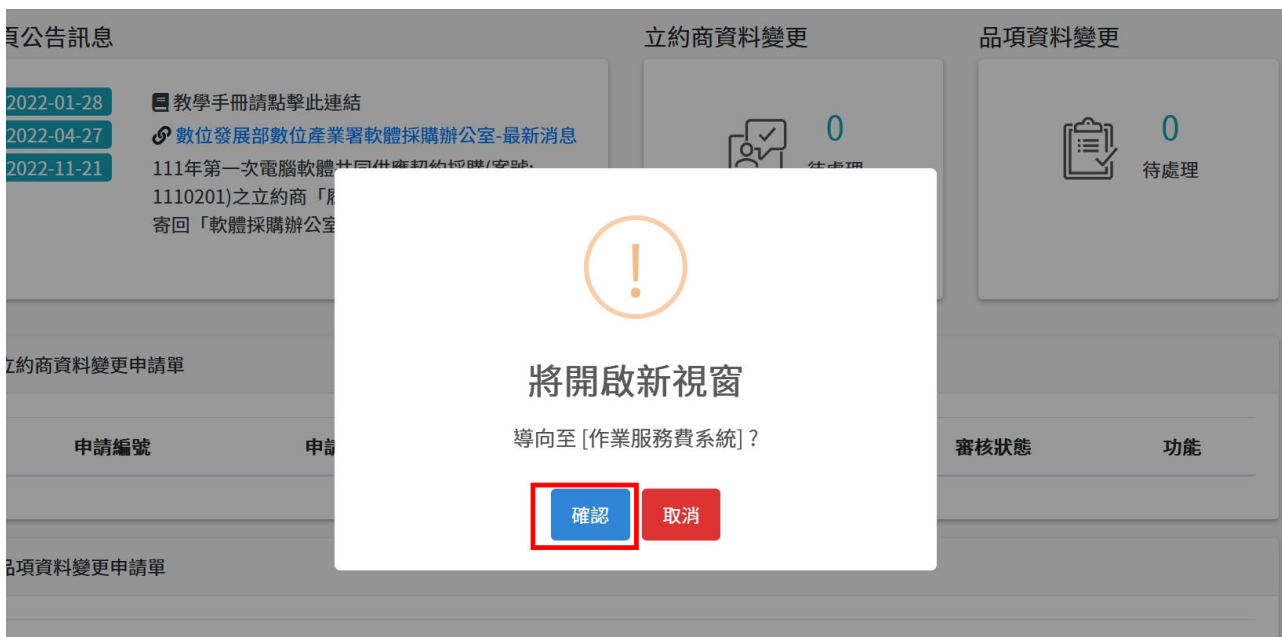 頁公告訊息
立約商資料變更
品項資料變更
2022-01-28
教學手冊請點擊此連結
2022-04-27
數位發展部數位產業署軟體採購辦公室-最新消息
2022-11-21
111年第一次電腦軟體共同供應契約採購(案號:
1110201)之立約商「
寄回「軟體採購辦公室
0
待處理
0
待處理
!
將開啟新視窗
導向至 [作業服務費系統] ?
確認
取消
立約商資料變更申請單
申請編號
申請
審核狀態
功能
品項資料變更申請單